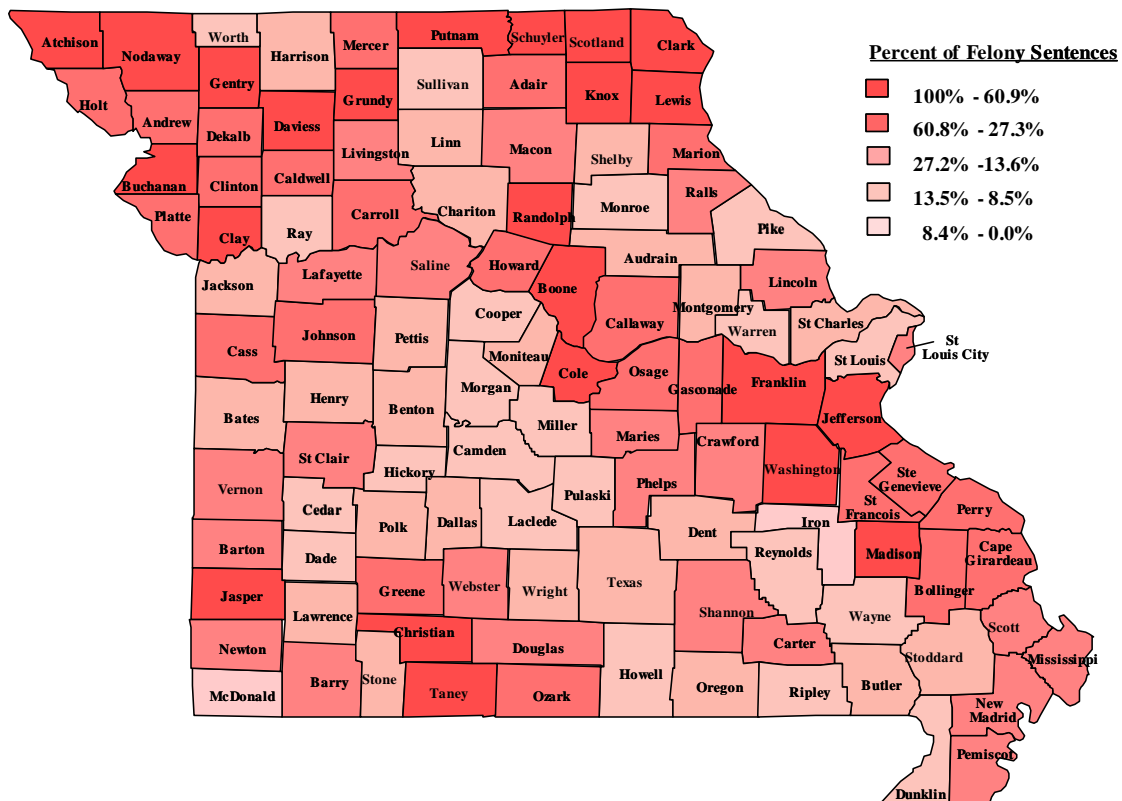 Percent of Felony Sentences
100% - 60.9%
60.8% - 27.3%
27.2% -13.6%
13.5% - 8.5%
8.4% - 0.0%
Atchison
Nodaway
Worth
Harrison
Mercer
Putnam
Schuyler
Scotland
Clark
Holt
Andrew
Gentry
Daviess
Grundy
Sullivan
Adair
Knox
Lewis
Dekalb
Livingston
Linn
Macon
Shelby
Marion
Buchanan
Clinton
Caldwell
Carroll
Chariton
Randolph
Monroe
Ralls
Pike
Platte
Clay
Ray
Jackson
Lafayette
Saline
Howard
Boone
Audrain
Callaway
Montgomery
Lincoln
Warren
St Charles
St Louis
St
Louis City
Cass
Johnson
Pettis
Cooper
Moniteau
Cole
Osage
Gasconade
Franklin
Jefferson
Bates
Henry
Benton
Morgan
Miller
Maries
Crawford
Washington
Ste
Genevieve
St
Francois
Perry
Vernon
St Clair
Hickory
Camden
Pulaski
Phelps
Cedar
Polk
Dallas
Laclede
Dent
Iron
Reynolds
Madison
Bollinger
Cape
Girardeau
Barton
Dade
Jasper
Lawrence
Greene
Webster
Wright
Texas
Shannon
Wayne
Scott
Mississippi
Newton
Christian
Douglas
Carter
Stoddard
McDonald
Barry
Stone
Taney
Ozark
Howell
Oregon
Ripley
Butler
New
Madrid
Pemiscot
Dunklin